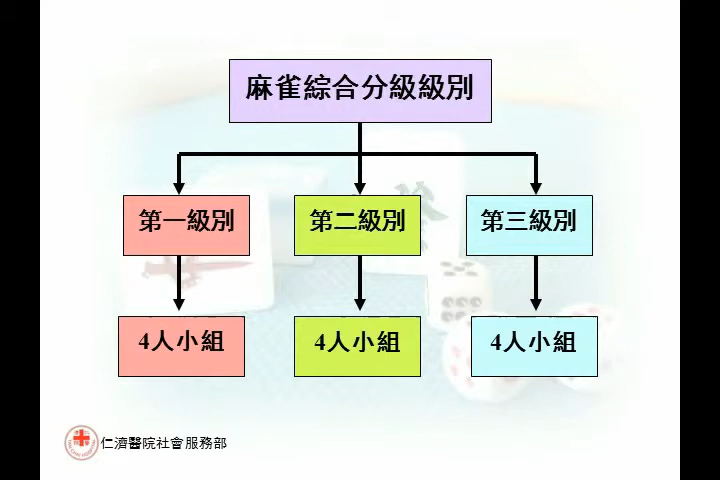 麻雀綜合分級級別
第一級別
第二級別
第三級別
4人小組
4人小組
4人小組
仁濟醫院社會服務部